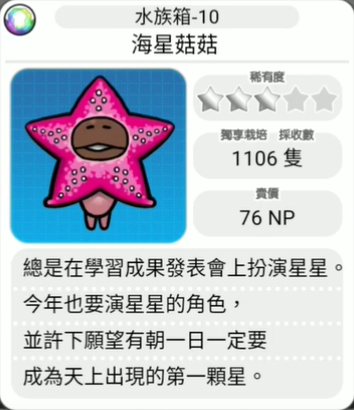 水族箱-10
海星菇菇
稀有度
獨享栽培 採收數
1106 隻
賣價
76 NP
總是在學習成果發表會上扮演星星。
今年也要演星星的角色，
並許下願望有朝一日一定要
成為天上出現的第一顆星。